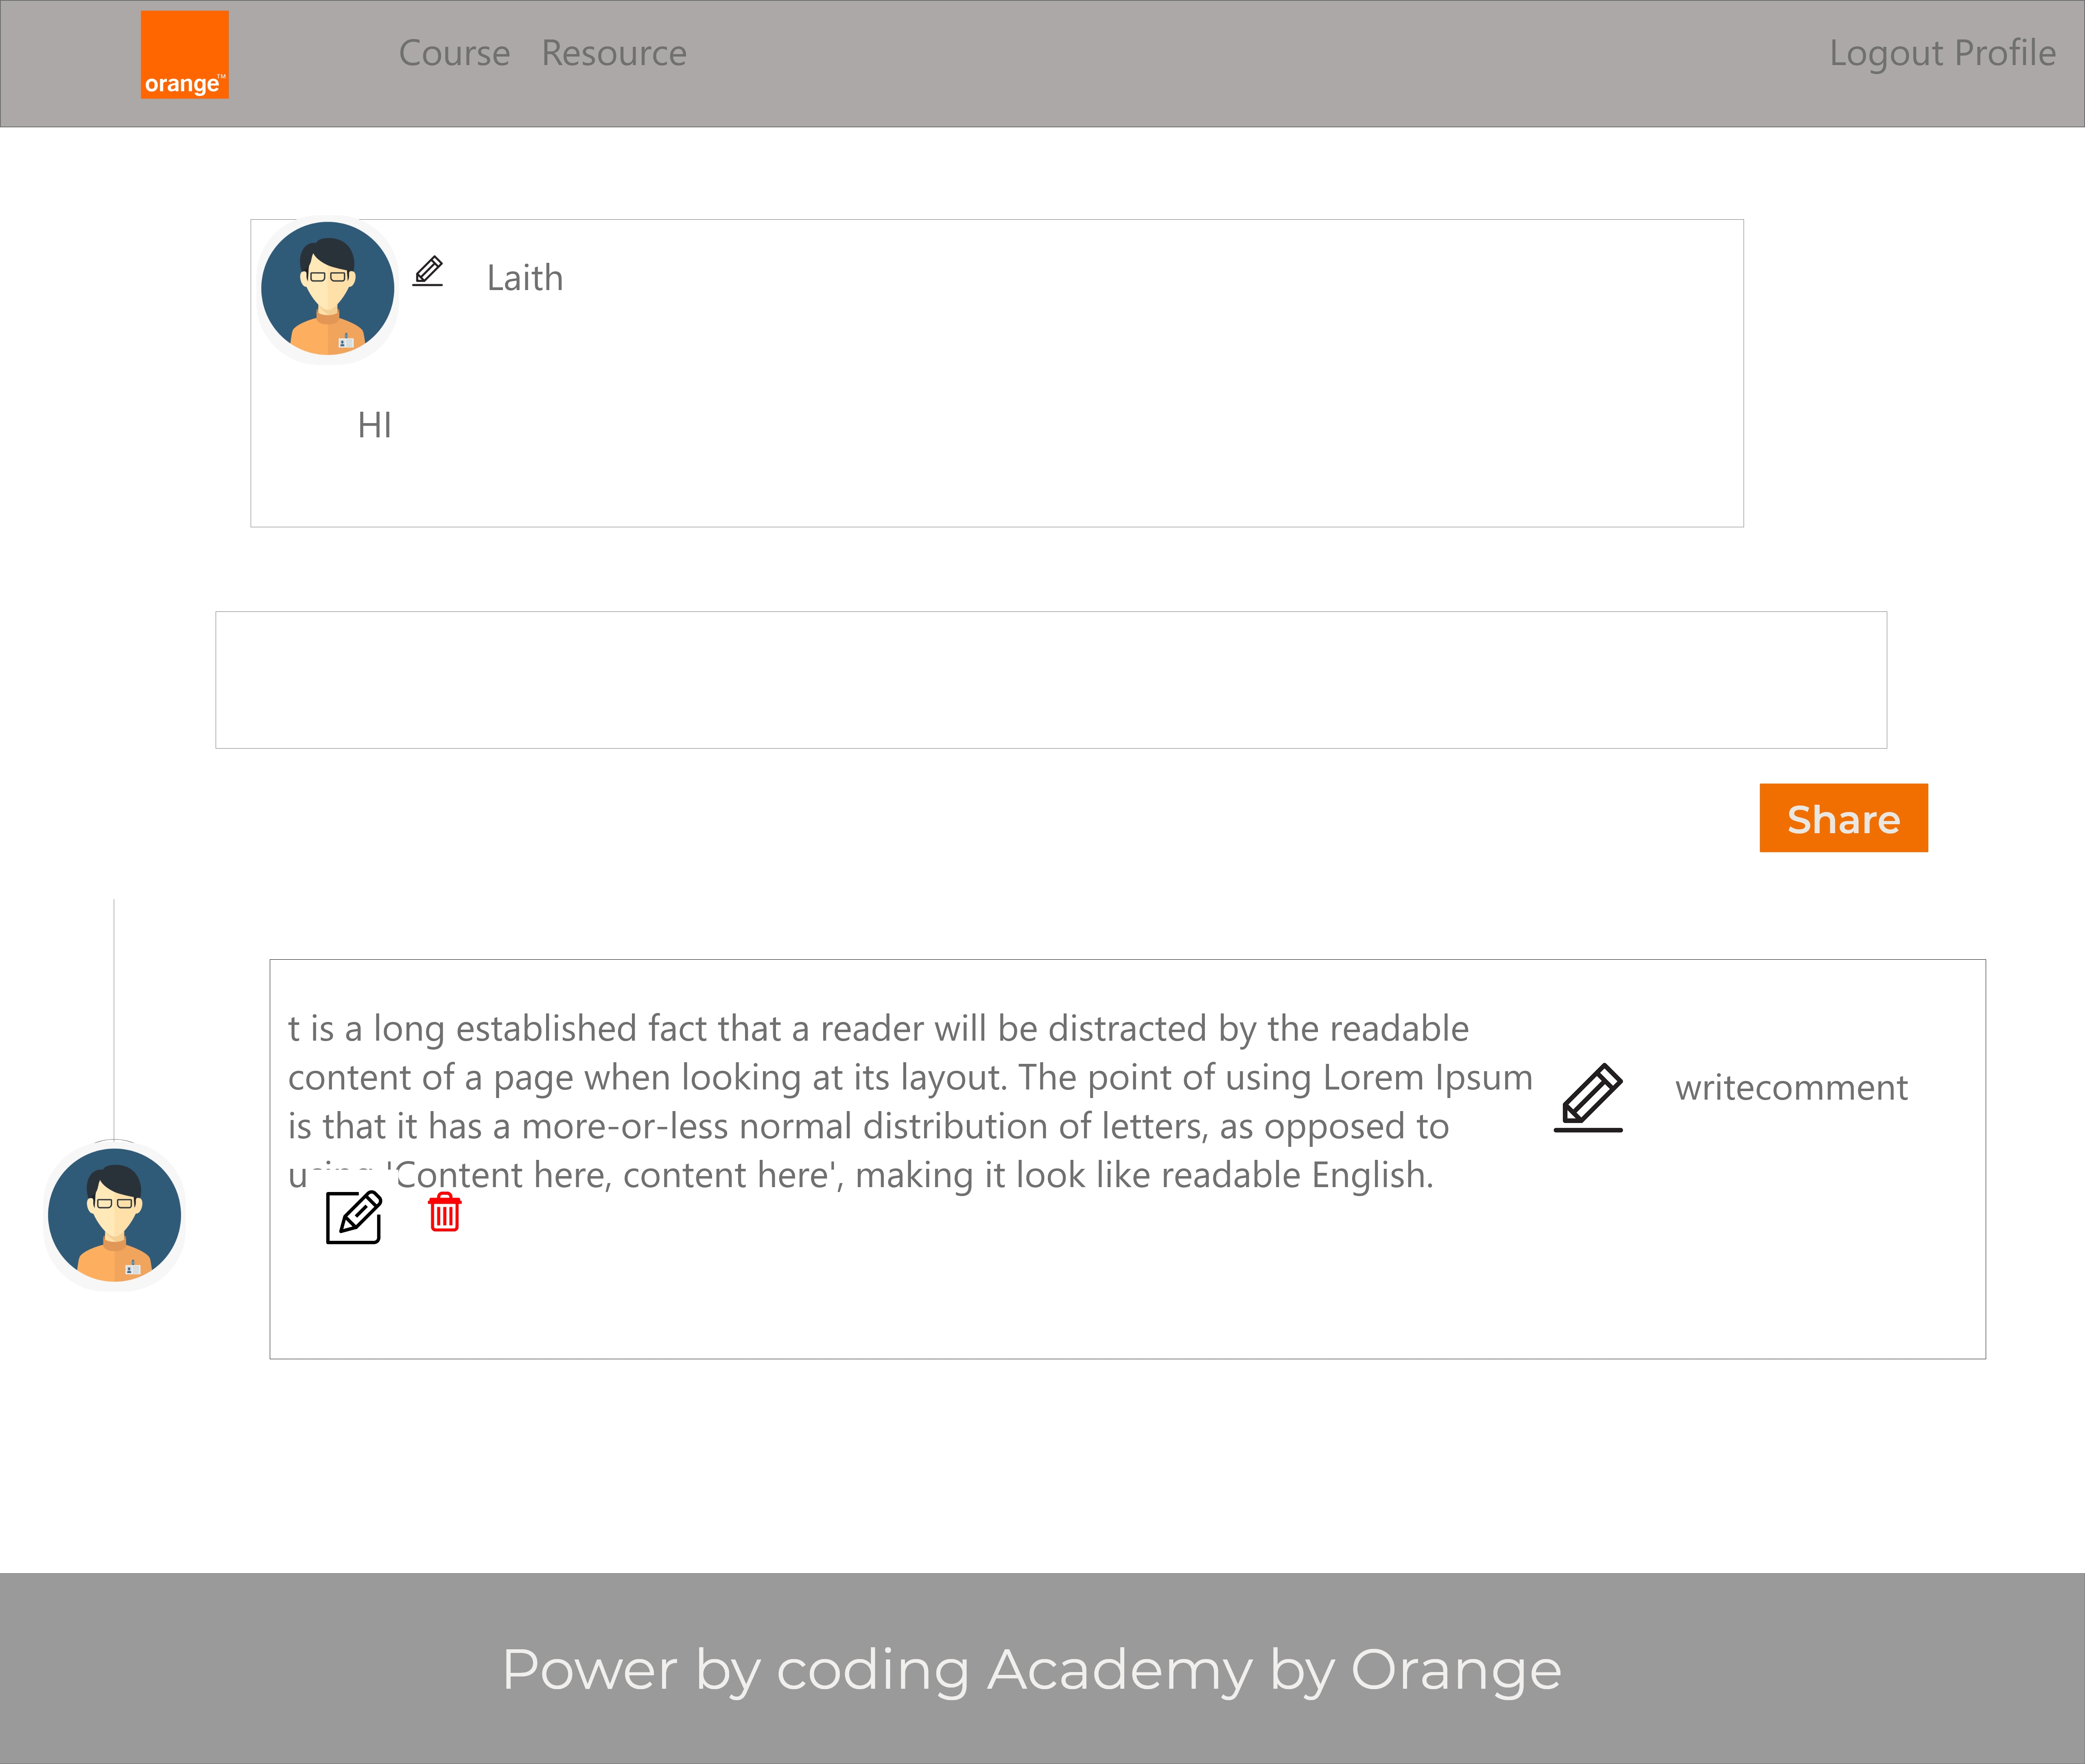 orange™
Course Resource
Logout Profile
Laith
HI
Share
t is a long established fact that a reader will be distracted by the readable
content of a page when looking at its layout. The point of using Lorem Ipsum
is that it has a more-or-less normal distribution of letters, as opposed to
'Content here, content here', making it look like readable English.
writecomment
Power by coding Academy by Orange